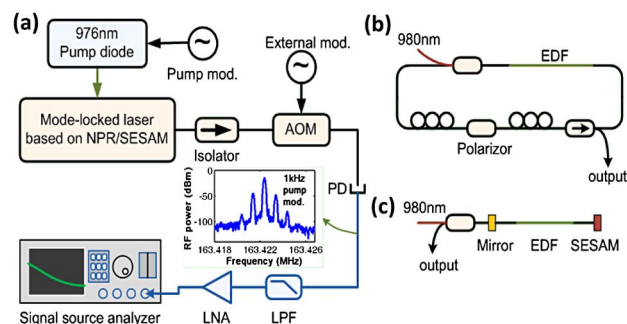 (a)
976nm
Pump diode
Pump mod.
External mod.
Mode-locked laser
based on NPR/SESAM
Isolator
AOM
PD
RF power (dBm)
0
-50
-100
1kHz
pump
mod.
163.418 163.422 163.426
Frequency (MHz)
Signal source analyzer
LNA
LPF
(b)
980nm
EDF
Polarizor
output
(c)
980nm
output
Mirror
EDF
SESAM